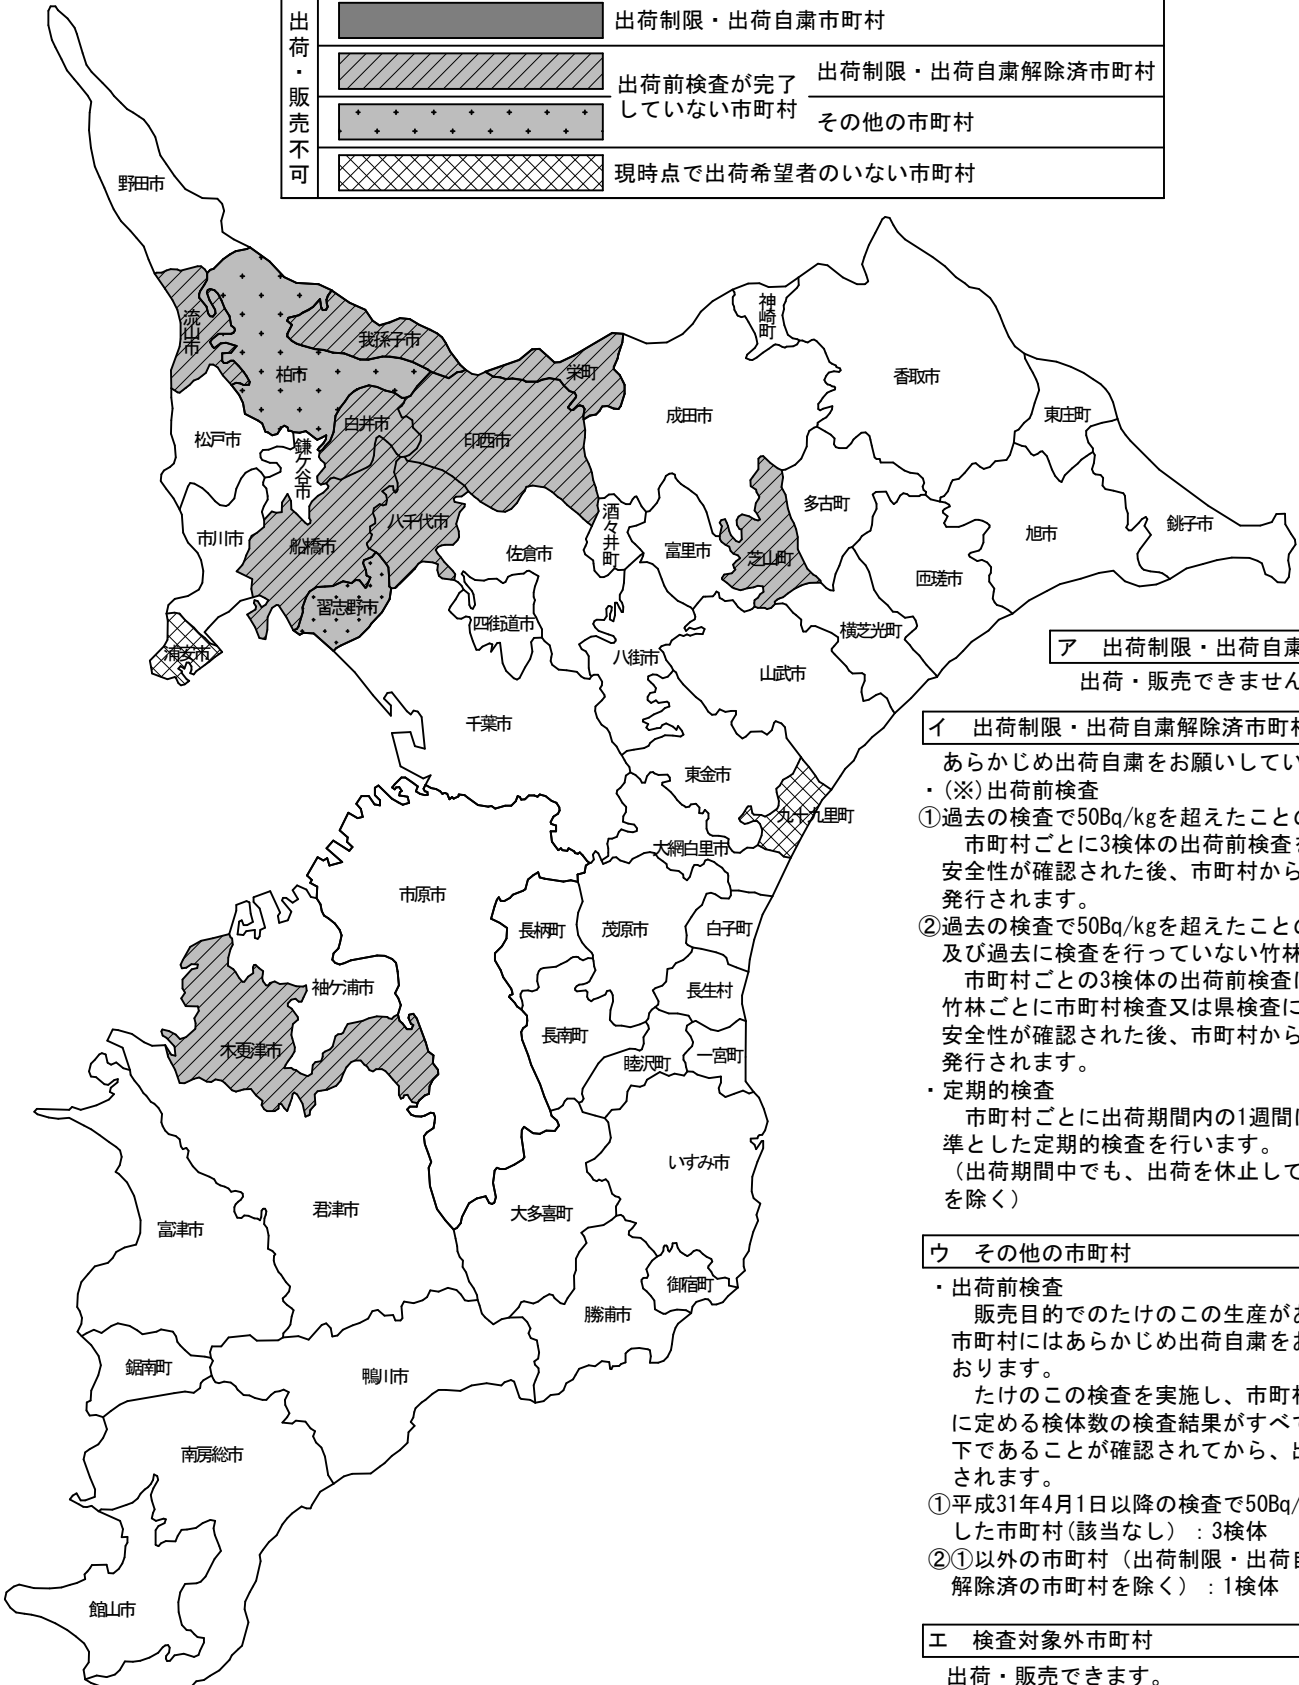 出荷・販売不可
出荷制限・出荷自粛市町村
出荷前検査が完了
していない市町村
出荷制限・出荷自粛解除済市町村
その他の市町村
現時点で出荷希望者のいない市町村
野田市
流山市
我孫子市
柏市
栄町
神崎町
香取市
成田市
東庄町
松戸市
鎌ケ谷市
白井市
印西市
多古町
銚子市
市川市
船橋市
八千代市
佐倉市
酒々井町
富里市
芝山町
旭市
匝瑳市
習志野市
四街道市
横芝光町
浦安市
八街市
山武市
千葉市
東金市
九十九里町
大網白里市
市原市
長柄町
茂原市
白子町
袖ケ浦市
長生村
木更津市
長南町
睦沢町
一宮町
いすみ市
君津市
大多喜町
富津市
御宿町
勝浦市
鋸南町
鴨川市
南房総市
館山市
ア 出荷制限・出荷自粛
出荷・販売できません
イ 出荷制限・出荷自粛解除済市町村
あらかじめ出荷自粛をお願いしてい
・(※)出荷前検査
①過去の検査で50Bq/kgを超えたことの
市町村ごとに3検体の出荷前検査を
安全性が確認された後、市町村から
発行されます。
②過去の検査で50Bq/kgを超えたことの
及び過去に検査を行っていない竹林
市町村ごとの3検体の出荷前検査に
竹林ごとに市町村検査又は県検査に
安全性が確認された後、市町村から
発行されます。
・定期的検査
市町村ごとに出荷期間内の1週間に
準とした定期的検査を行います。
（出荷期間中でも、出荷を休止して
を除く）
ウ その他の市町村
・出荷前検査
販売目的でのたけのこの生産があ
市町村にはあらかじめ出荷自粛をお
おります。
たけのこの検査を実施し、市町村
に定める検体数の検査結果がすべて
下であることが確認されてから、出
されます。
①平成31年4月1日以降の検査で50Bq/
した市町村(該当なし）：3検体
②①以外の市町村（出荷制限・出荷自
解除済の市町村を除く）：1検体
エ 検査対象外市町村
出荷・販売できます。